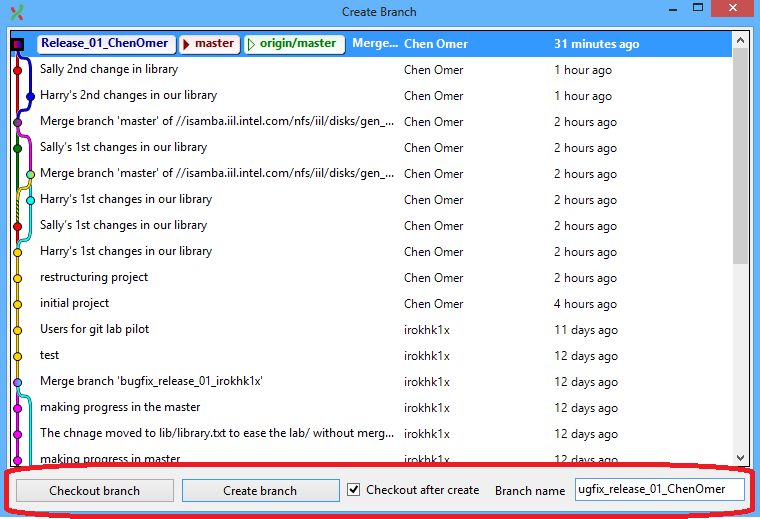 Create Branch
Release_01_ChenOmer master origin/master Merge... Chen Omer 31 minutes ago
Sally 2nd change in library Chen Omer 1 hour ago
Harry's 2nd changes in our library Chen Omer 1 hour ago
Merge branch 'master' of //isamba.iil.intel.com/nfs/iil/disks/gen_... Chen Omer 2 hours ago
Sally's 1st changes in our library Chen Omer 2 hours ago
Merge branch 'master' of //isamba.iil.intel.com/nfs/iil/disks/gen_... Chen Omer 2 hours ago
Harry's 1st changes in our library Chen Omer 2 hours ago
Sally's 1st changes in our library Chen Omer 2 hours ago
Harry's 1st changes in our library Chen Omer 2 hours ago
restructuring project Chen Omer 2 hours ago
initial project Chen Omer 4 hours ago
Users for git lab pilot irokhk1x 11 days ago
test irokhk1x 12 days ago
Merge branch 'bugfix_release_01_irokhk1x' irokhk1x 12 days ago
making progress in the master irokhk1x 12 days ago
The chnage moved to lib/library.txt to ease the lab/ without merg... irokhk1x 12 days ago
making progress in master irokhk1x 12 days ago
Checkout branch Create branch Checkout after create Branch name ugfix_release_01_ChenOmer